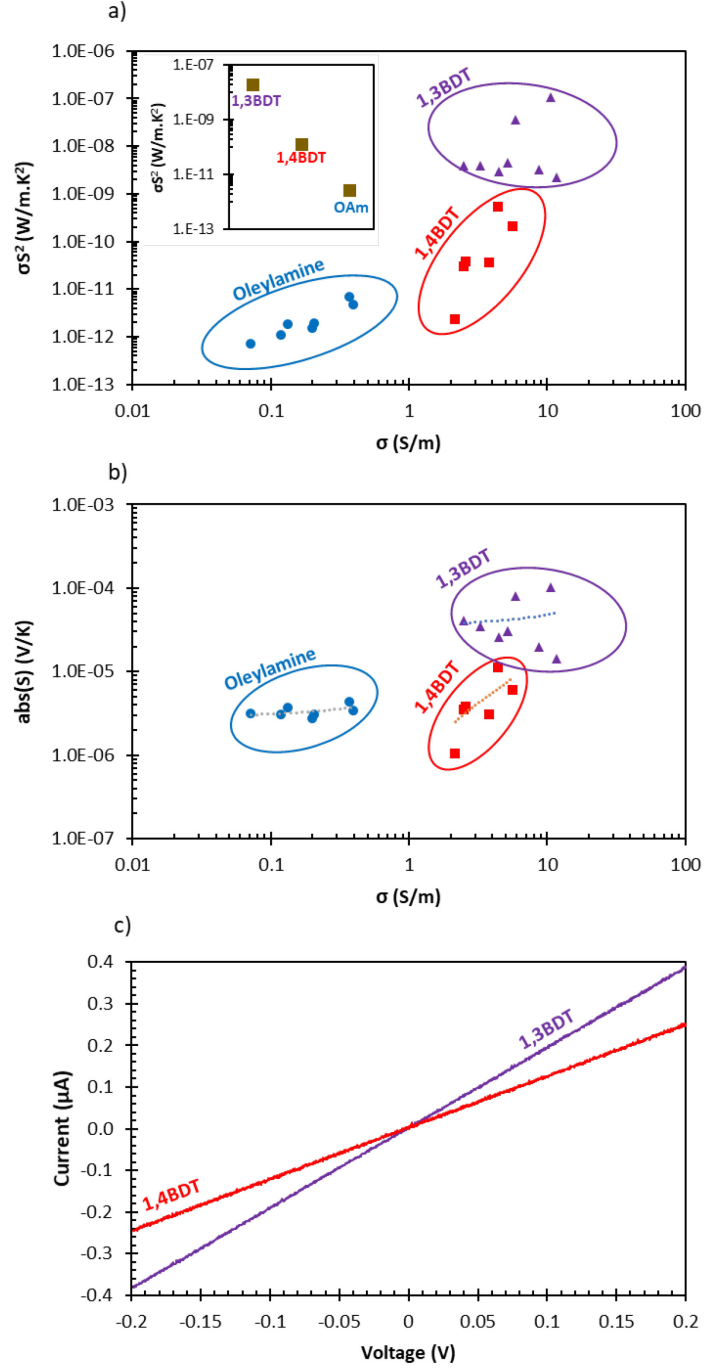 a)
1.0E-06
1.0E-07
1.0E-08
1.0E-09
1.0E-10
1.0E-11
1.0E-12
1.0E-13
σS² (W/m.K²)
0.01
0.1
1
10
100
σ (S/m)
1,3BDT
1,4BDT
Oleylamine
1.E-07
1.E-09
1.E-11
1.E-13
σS² (W/m.K²)
1,3BDT
1,4BDT
OAm
b)
1.0E-03
1.0E-04
1.0E-05
1.0E-06
1.0E-07
abs(S) (V/K)
0.01
0.1
1
10
100
σ (S/m)
1,3BDT
Oleylamine
1,4BDT
c)
0.4
0.3
0.2
0.1
0.0
-0.1
-0.2
-0.3
-0.4
Current (µA)
1,3BDT
1,4BDT
-0.2
-0.15
-0.1
-0.05
0
0.05
0.1
0.15
0.2
Voltage (V)